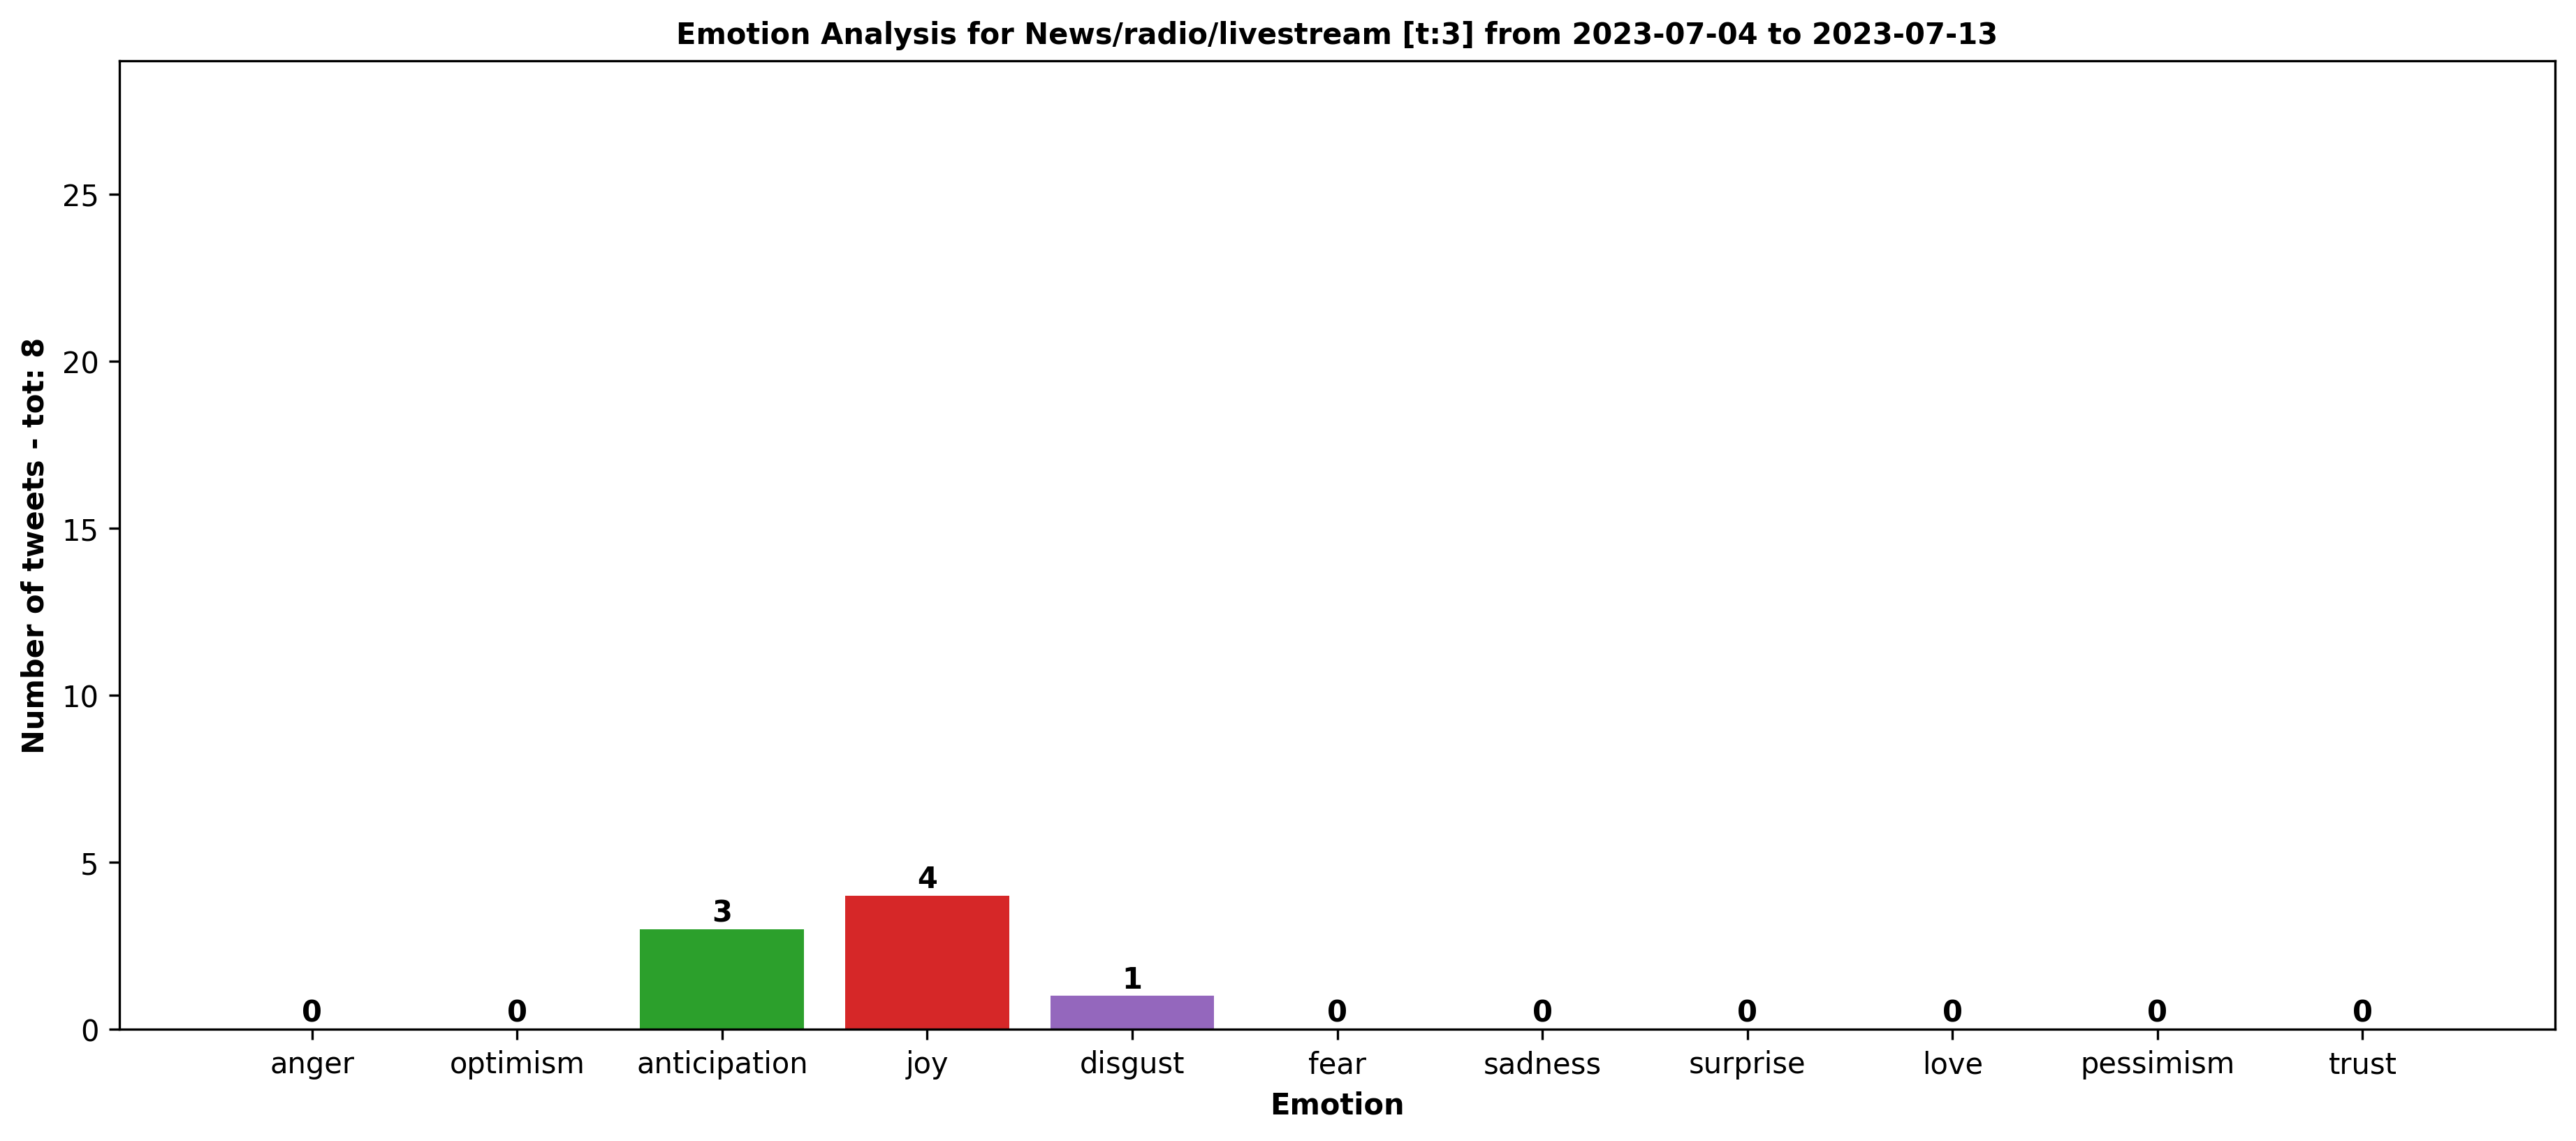 Emotion Analysis for News/radio/livestream [t:3] from 2023-07-04 to 2023-07-13
Number of tweets - tot: 8
25
20
15
10
5
0
0 0 3 4 1 0 0 0 0 0 0
anger optimism anticipation joy disgust fear sadness surprise love pessimism trust
Emotion